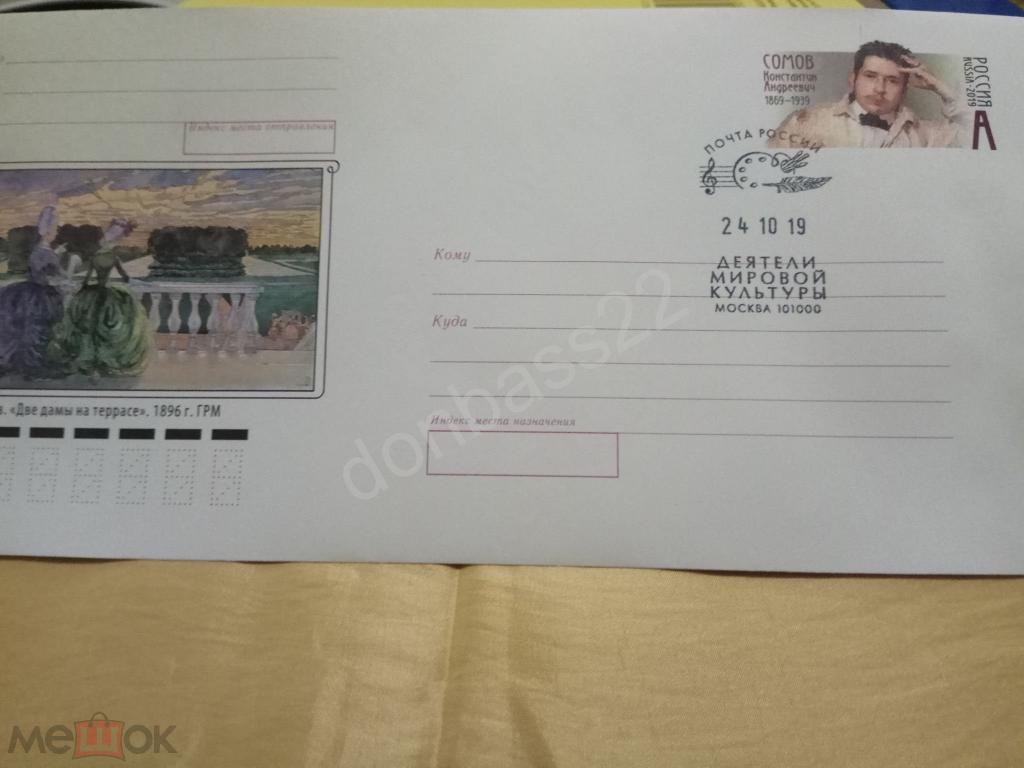 СОМОВ
Константин
Андреевич
1869–1939
РОССИЯ
RUSSIA·2019
А
Индекс места отправления
ПОЧТА РОССИИ
24 10 19
ДЕЯТЕЛИ
МИРОВОЙ
КУЛЬТУРЫ
МОСКВА 101000
Кому
Куда
Индекс места назначения
в. «Две дамы на террасе». 1896 г. ГРМ
donbass22
мешок